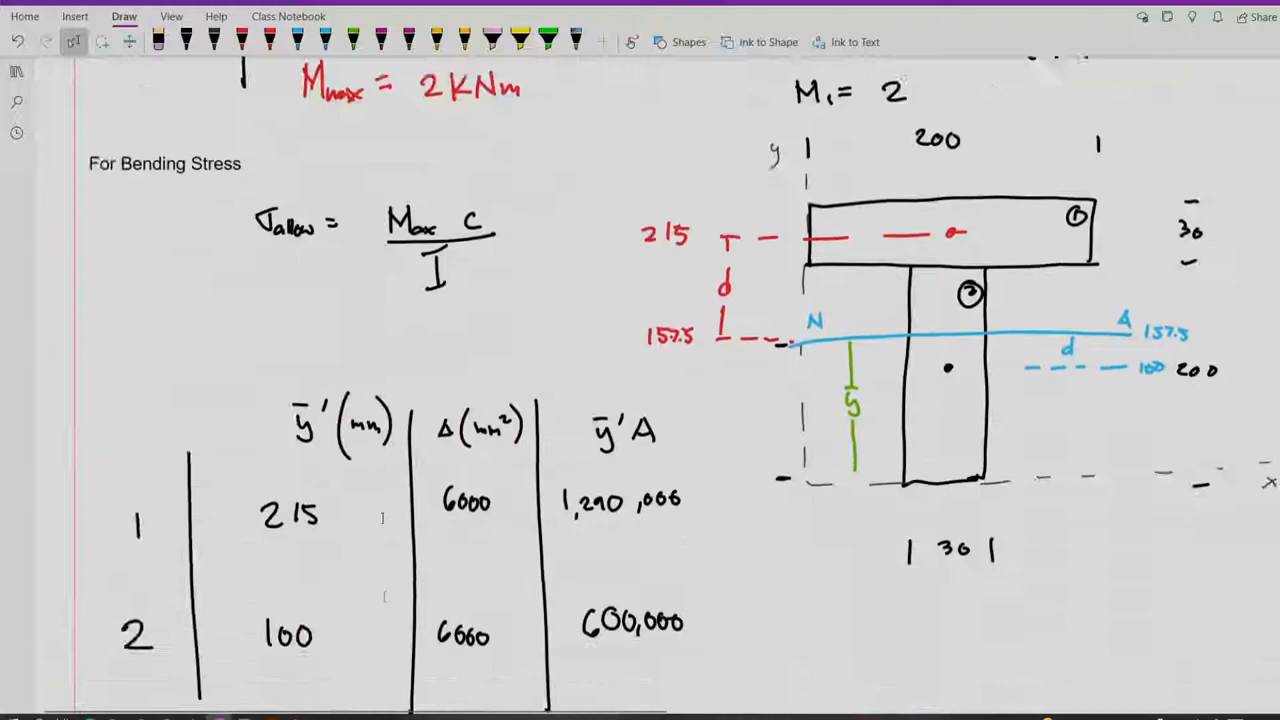 Home Insert Draw View Help Class Notebook Share
Shapes Ink to Shape Ink to Text
Mmax = 2 KNm
M1 = 2
For Bending Stress
σallow = Mmax C / I
y 200
1
30
215
d
2
157.5
N A 157.5
d
100 200
ȳ
x
30
ȳ' (mm) A (mm²) ȳ'A
1 215 6000 1,290,000
2 100 6000 600,000